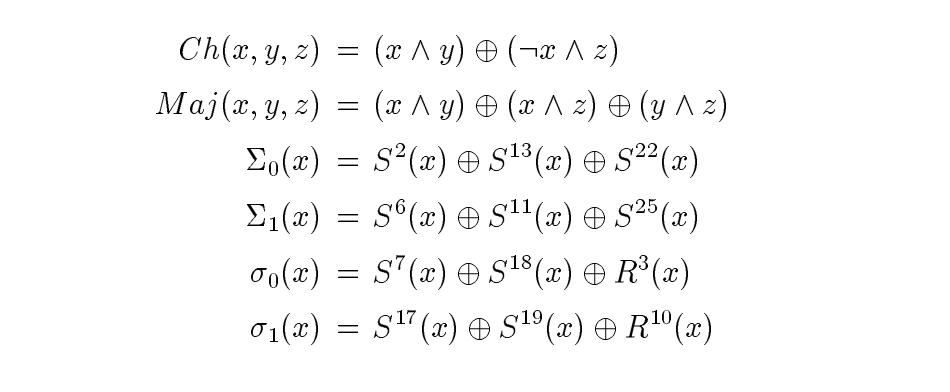 Ch(x, y, z) = (x ∧ y) ⊕ (¬x ∧ z)
Maj(x, y, z) = (x ∧ y) ⊕ (x ∧ z) ⊕ (y ∧ z)
Σ₀(x) = S²(x) ⊕ S¹³(x) ⊕ S²²(x)
Σ₁(x) = S⁶(x) ⊕ S¹¹(x) ⊕ S²⁵(x)
σ₀(x) = S⁷(x) ⊕ S¹⁸(x) ⊕ R³(x)
σ₁(x) = S¹⁷(x) ⊕ S¹⁹(x) ⊕ R¹⁰(x)